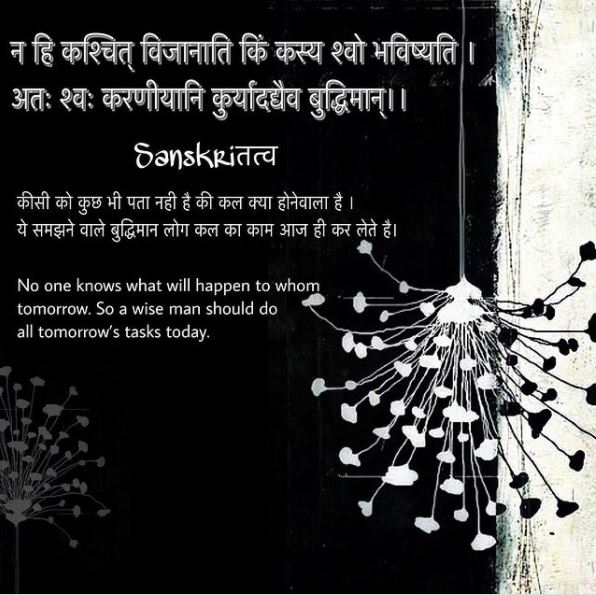 न हि कश्चित् विजानाति किं कस्य श्वो भविष्यति ।
अतः श्वः करणीयानि कुर्यादद्यैव बुद्धिमान्।।
Sanskriतत्व
कीसी को कुछ भी पता नही है की कल क्या होनेवाला है ।
ये समझने वाले बुद्धिमान लोग कल का काम आज ही कर लेते है।
No one knows what will happen to whom
tomorrow. So a wise man should do
all tomorrow's tasks today.